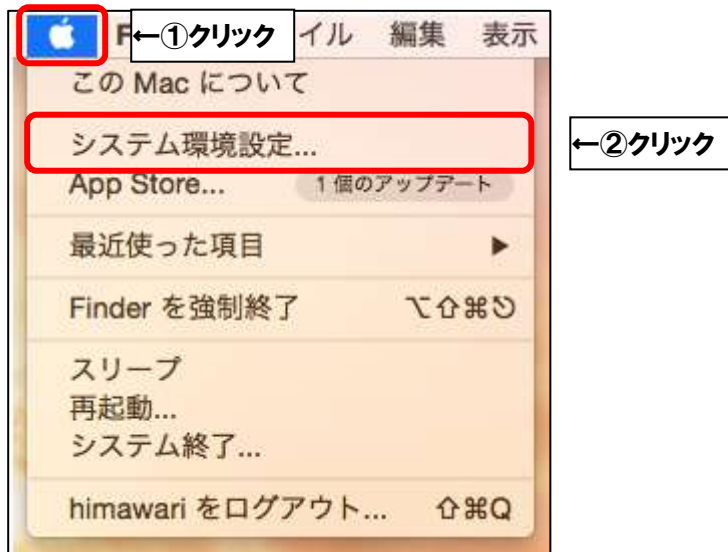 F ←①クリック イル 編集 表示
この Mac について
システム環境設定...
←②クリック
App Store... 1 個のアップデート
最近使った項目 ▶
Finder を強制終了 ⌥⇧⌘⎋
スリープ
再起動...
システム終了...
himawari をログアウト... ⇧⌘Q